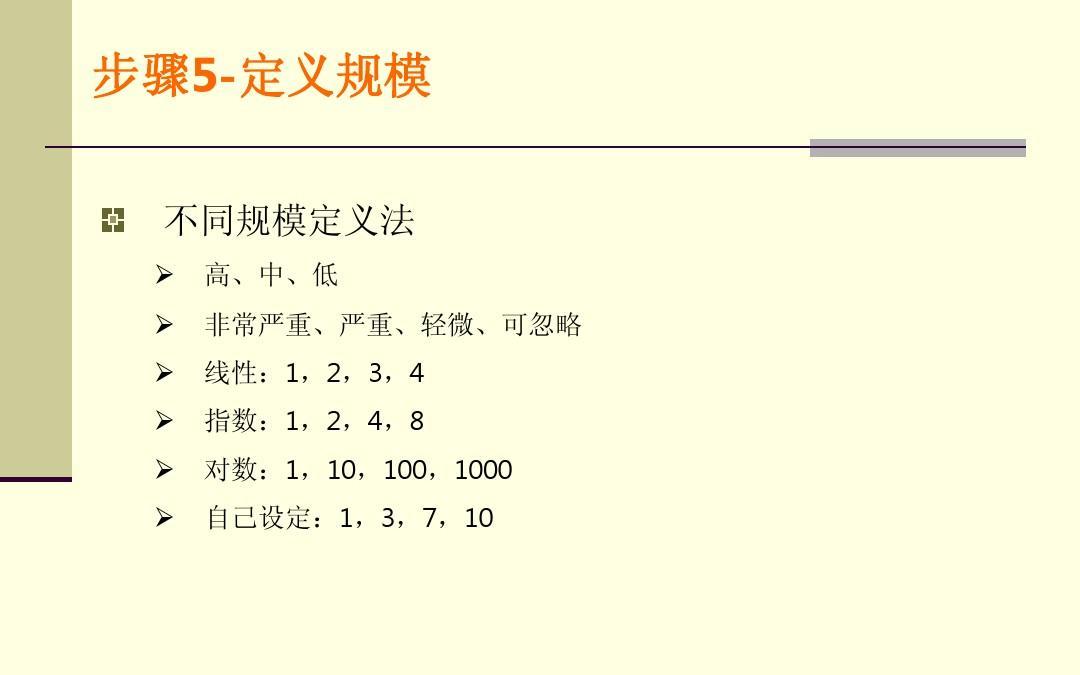 步骤5-定义规模
不同规模定义法
高、中、低
非常严重、严重、轻微、可忽略
线性：1，2，3，4
指数：1，2，4，8
对数：1，10，100，1000
自己设定：1，3，7，10